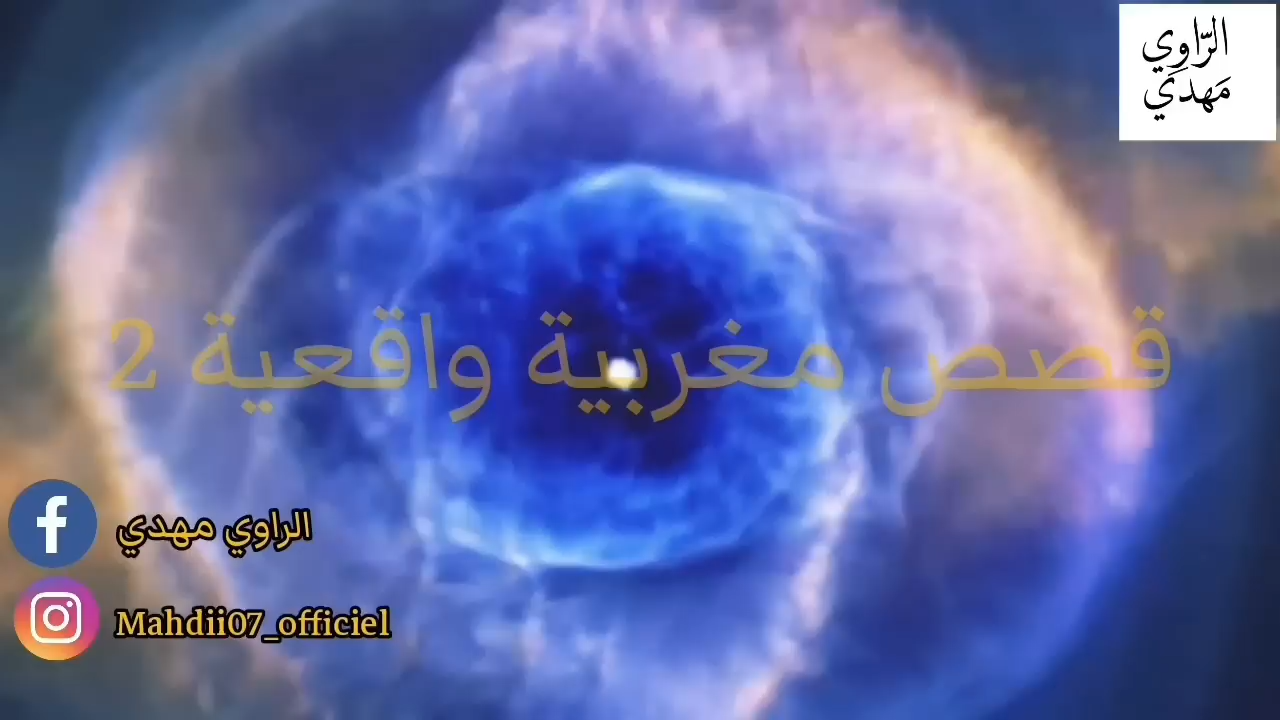 الرّاوِي
مَهدِي
قصص مغربية واقعية 2
الراوي مهدي
Mahdii07_officiel